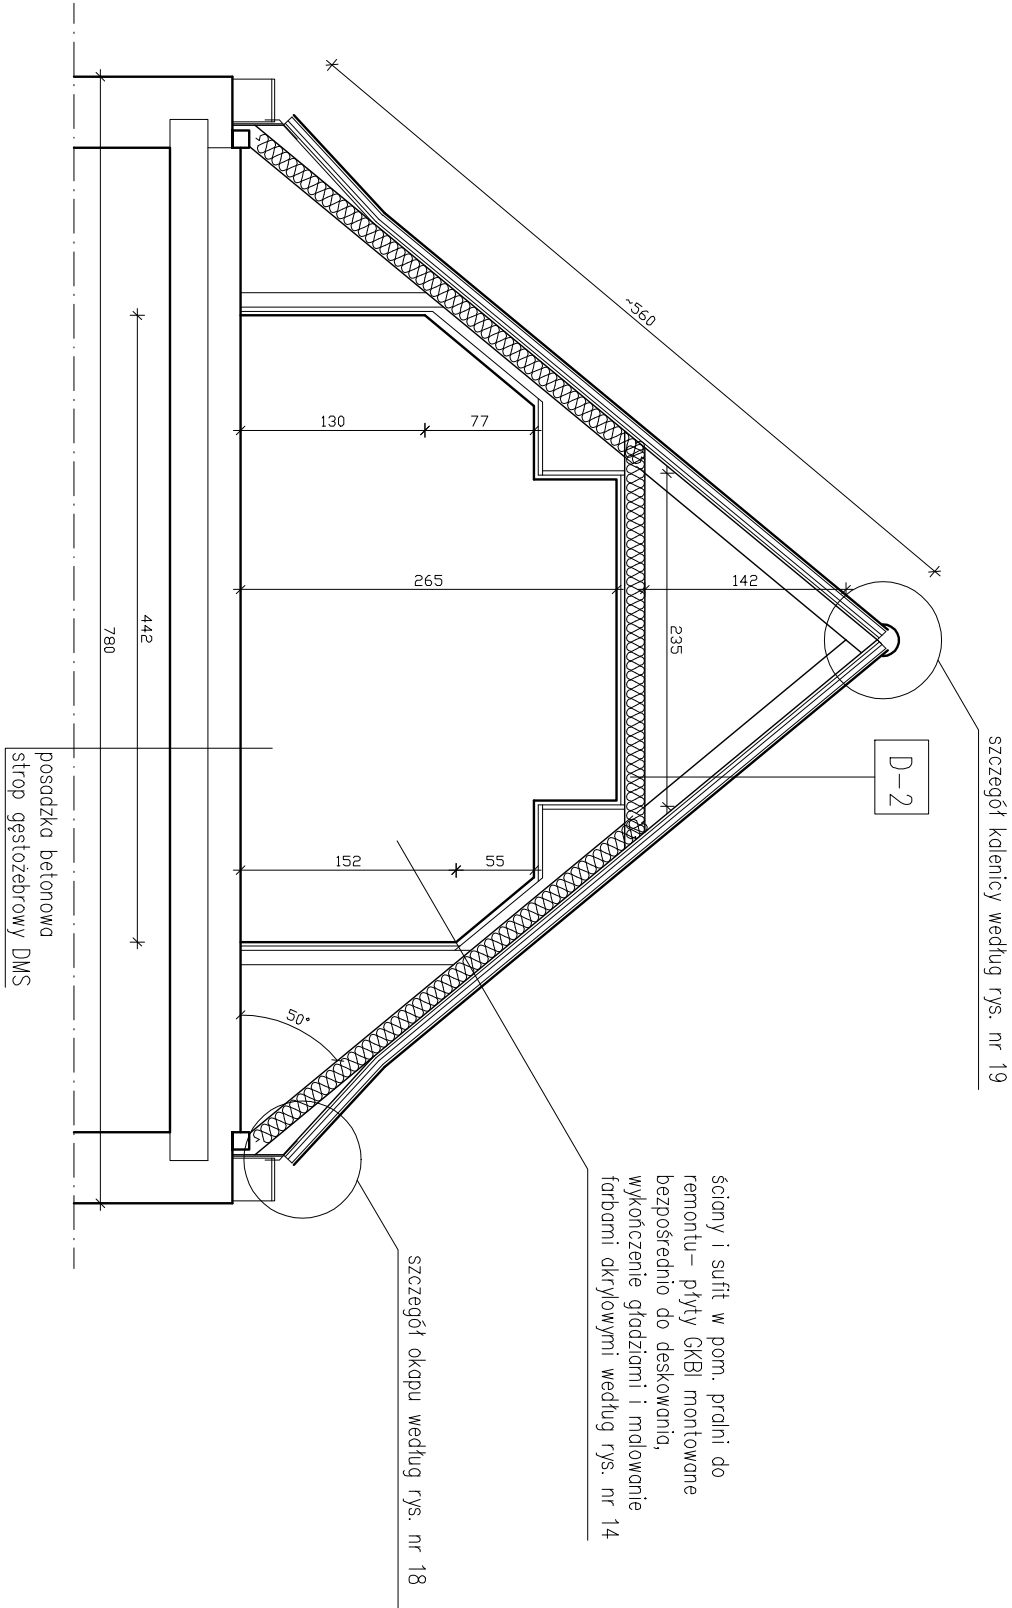 szczegół kalenicy według rys. nr 19
D-2
~560
142
235
265
130
77
152
55
442
780
50°
ściany i sufit w pom. pralni do
remontu- płyty GKBI montowane
bezpośrednio do deskowania,
wykończenie gładziami i malowanie
farbami akrylowymi według rys. nr 14
szczegół okapu według rys. nr 18
posadzka betonowa
strop gęstożebrowy DMS